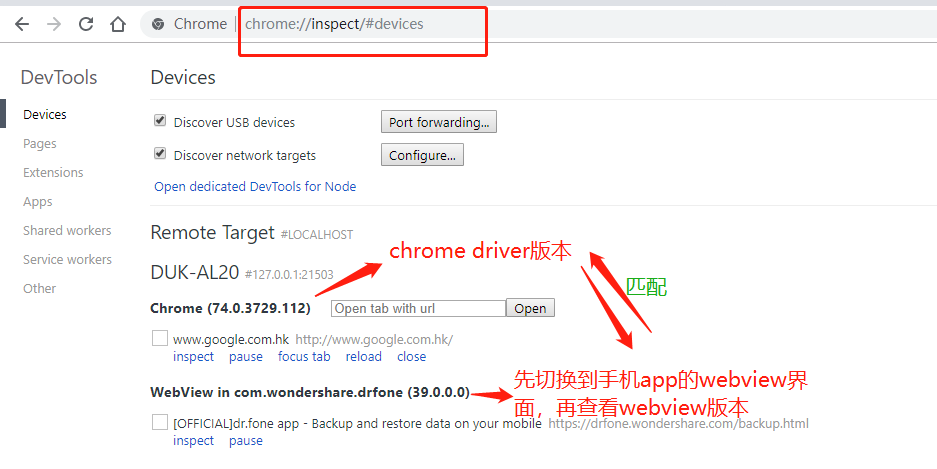 Chrome | chrome://inspect/#devices
DevTools
Devices
Devices
Discover USB devices
Port forwarding...
Pages
Discover network targets
Configure...
Extensions
Open dedicated DevTools for Node
Apps
Shared workers
Remote Target #LOCALHOST
chrome driver版本
Service workers
DUK-AL20 #127.0.0.1:21503
Other
匹配
Chrome (74.0.3729.112)
Open tab with url
Open
www.google.com.hk http://www.google.com.hk/
inspect pause focus tab reload close
先切换到手机app的webview界
面，再查看webview版本
WebView in com.wondershare.drfone (39.0.0.0)
[OFFICIAL]dr.fone app - Backup and restore data on your mobile https://drfone.wondershare.com/backup.html
inspect pause